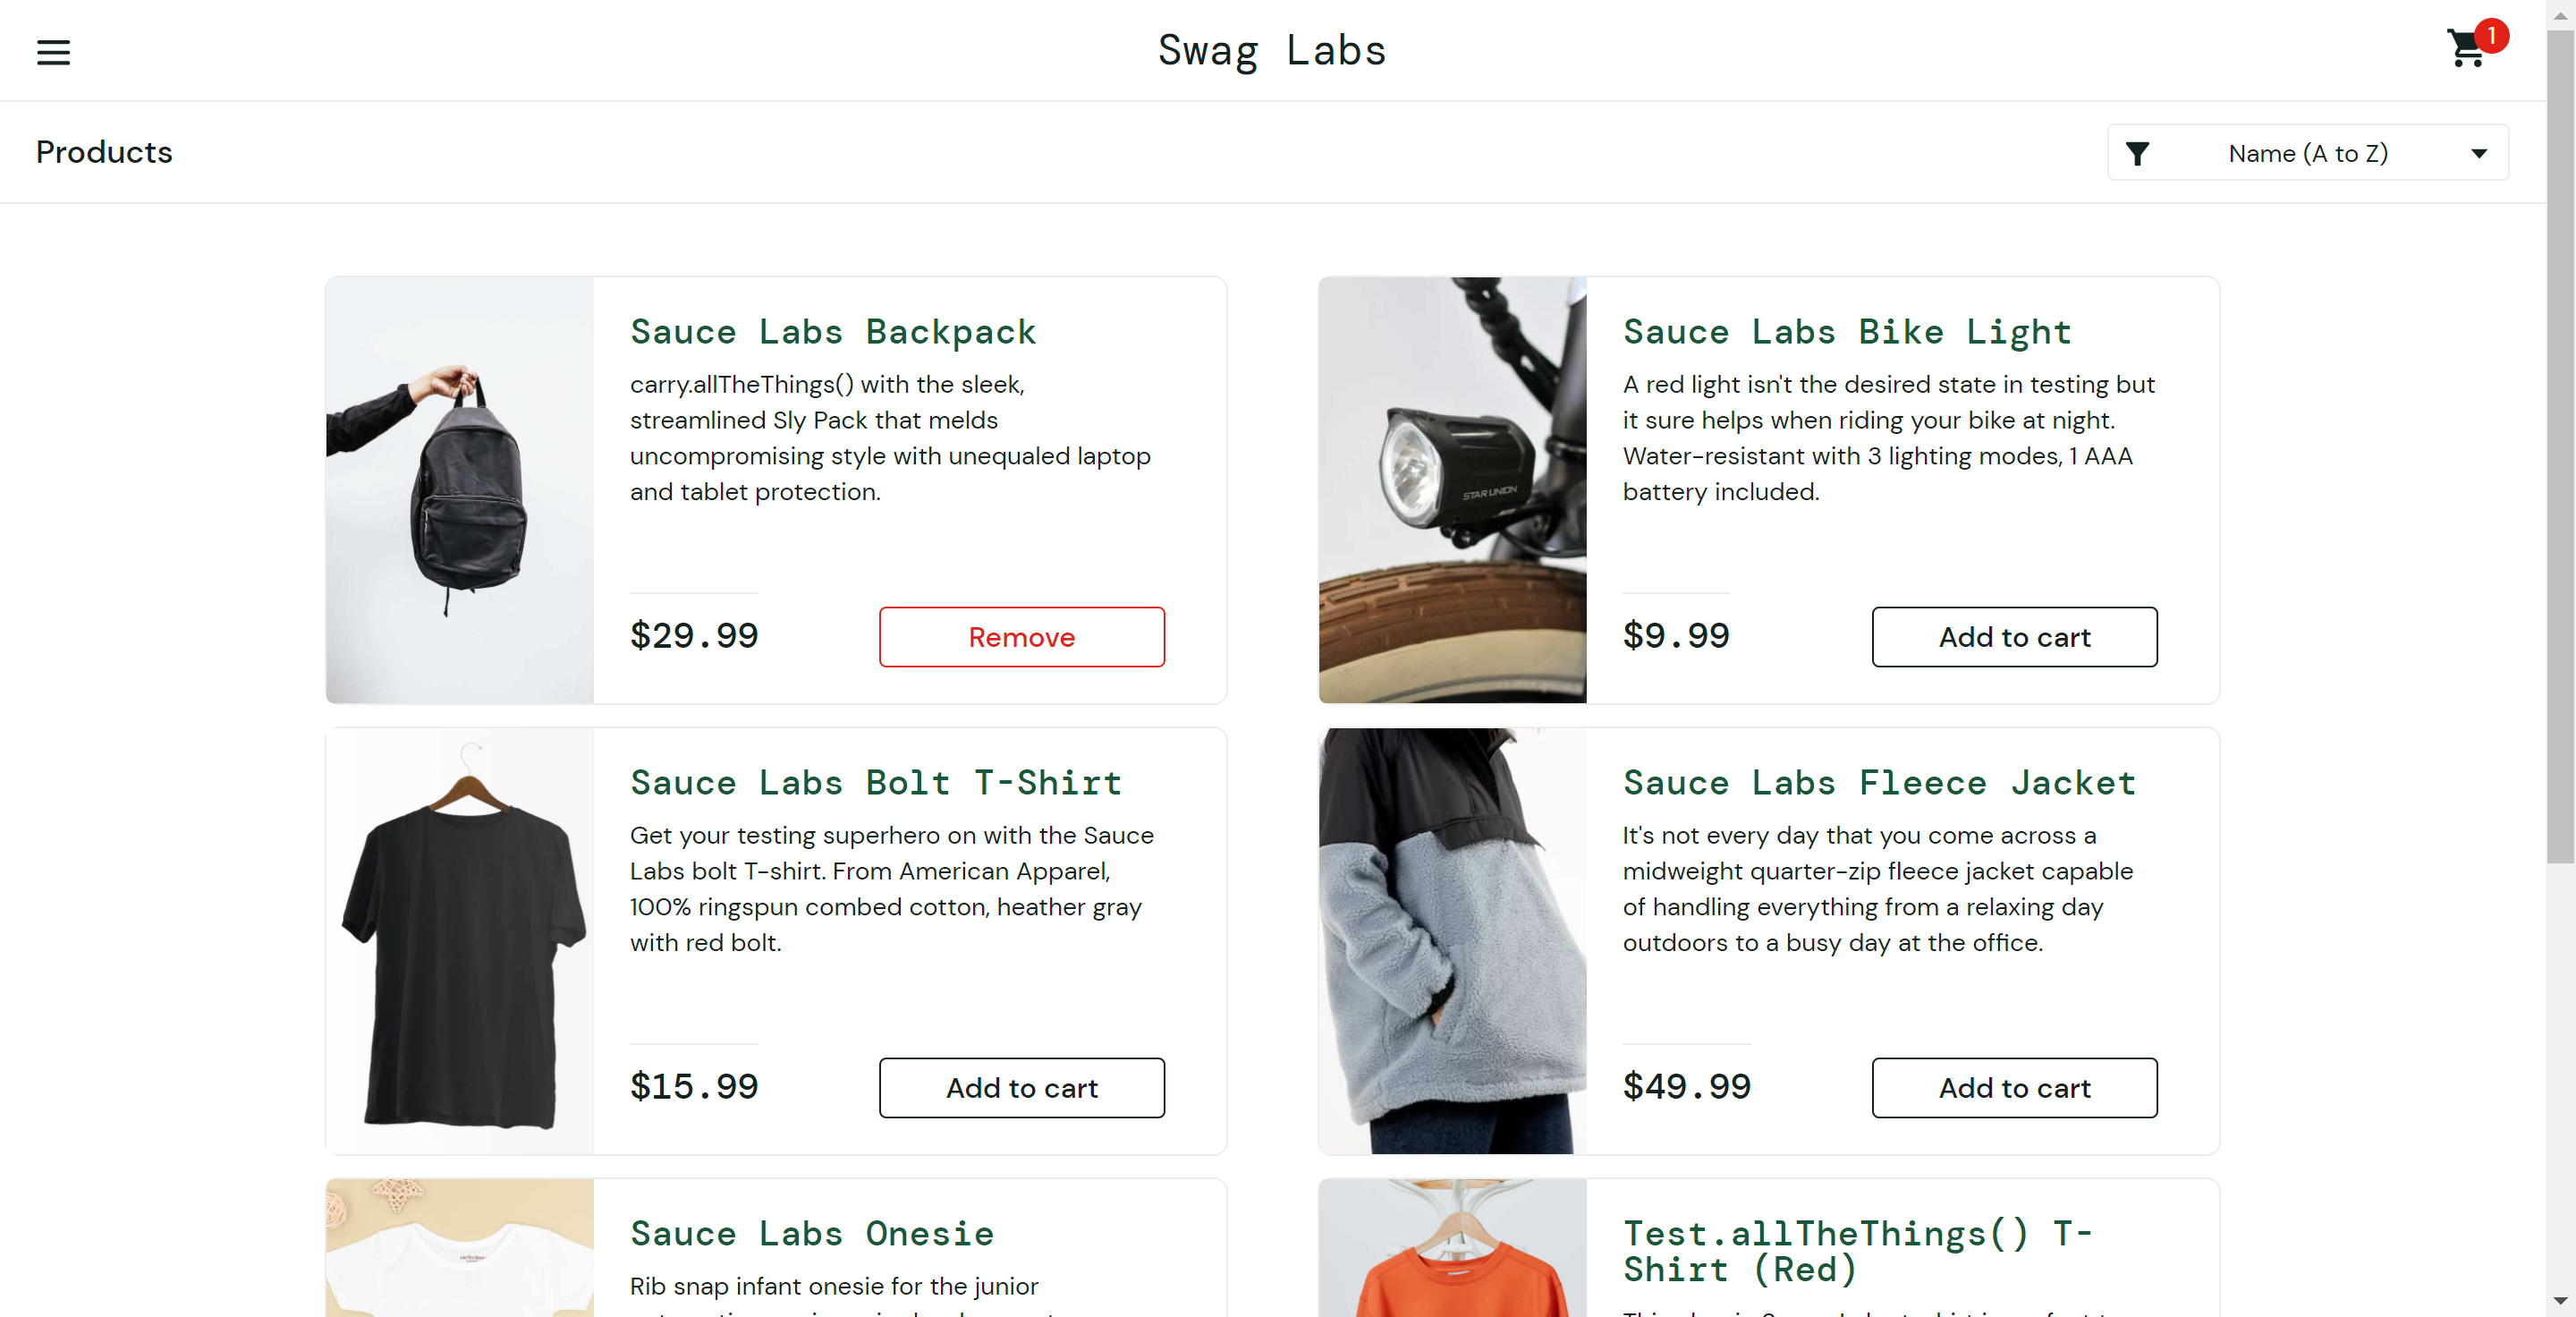 Swag Labs
1
Products
Name (A to Z)
Sauce Labs Backpack
carry.allTheThings() with the sleek,
streamlined Sly Pack that melds
uncompromising style with unequaled laptop
and tablet protection.
$29.99
Remove
STAR UNION
Sauce Labs Bike Light
A red light isn't the desired state in testing but
it sure helps when riding your bike at night.
Water-resistant with 3 lighting modes, 1 AAA
battery included.
$9.99
Add to cart
Sauce Labs Bolt T-Shirt
Get your testing superhero on with the Sauce
Labs bolt T-shirt. From American Apparel,
100% ringspun combed cotton, heather gray
with red bolt.
$15.99
Add to cart
Sauce Labs Fleece Jacket
It's not every day that you come across a
midweight quarter-zip fleece jacket capable
of handling everything from a relaxing day
outdoors to a busy day at the office.
$49.99
Add to cart
Sauce Labs Onesie
Rib snap infant onesie for the junior
Test.allTheThings() T-
Shirt (Red)